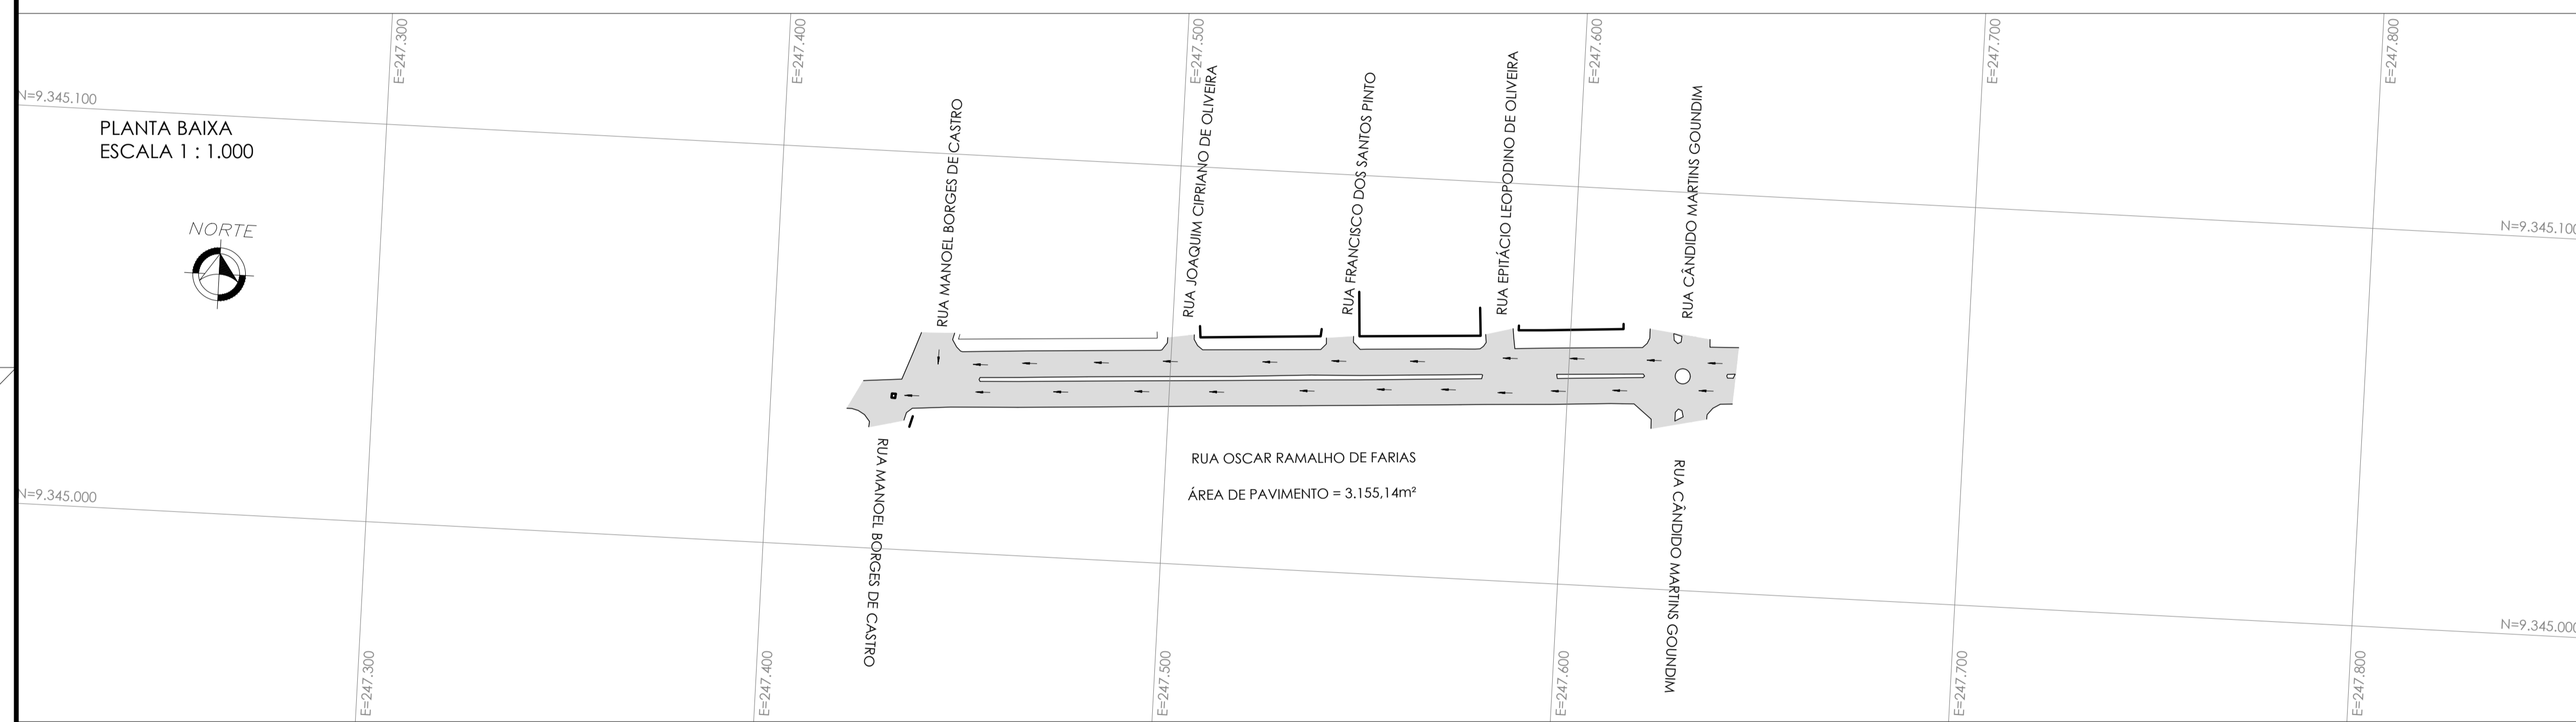 E=247.300
E=247.400
E=247.500
E=247.600
E=247.700
E=247.800
N=9.345.100
PLANTA BAIXA
ESCALA 1 : 1.000
NORTE
RUA MANOEL BORGES DE CASTRO
RUA JOAQUIM CIPRIANO DE OLIVEIRA
RUA FRANCISCO DOS SANTOS PINTO
RUA EPITÁCIO LEOPODINO DE OLIVEIRA
RUA CÂNDIDO MARTINS GOUNDIM
N=9.345.100
RUA OSCAR RAMALHO DE FARIAS
ÁREA DE PAVIMENTO = 3.155,14m²
RUA MANOEL BORGES DE CASTRO
RUA CÂNDIDO MARTINS GOUNDIM
N=9.345.000
N=9.345.000
E=247.300
E=247.400
E=247.500
E=247.600
E=247.700
E=247.800